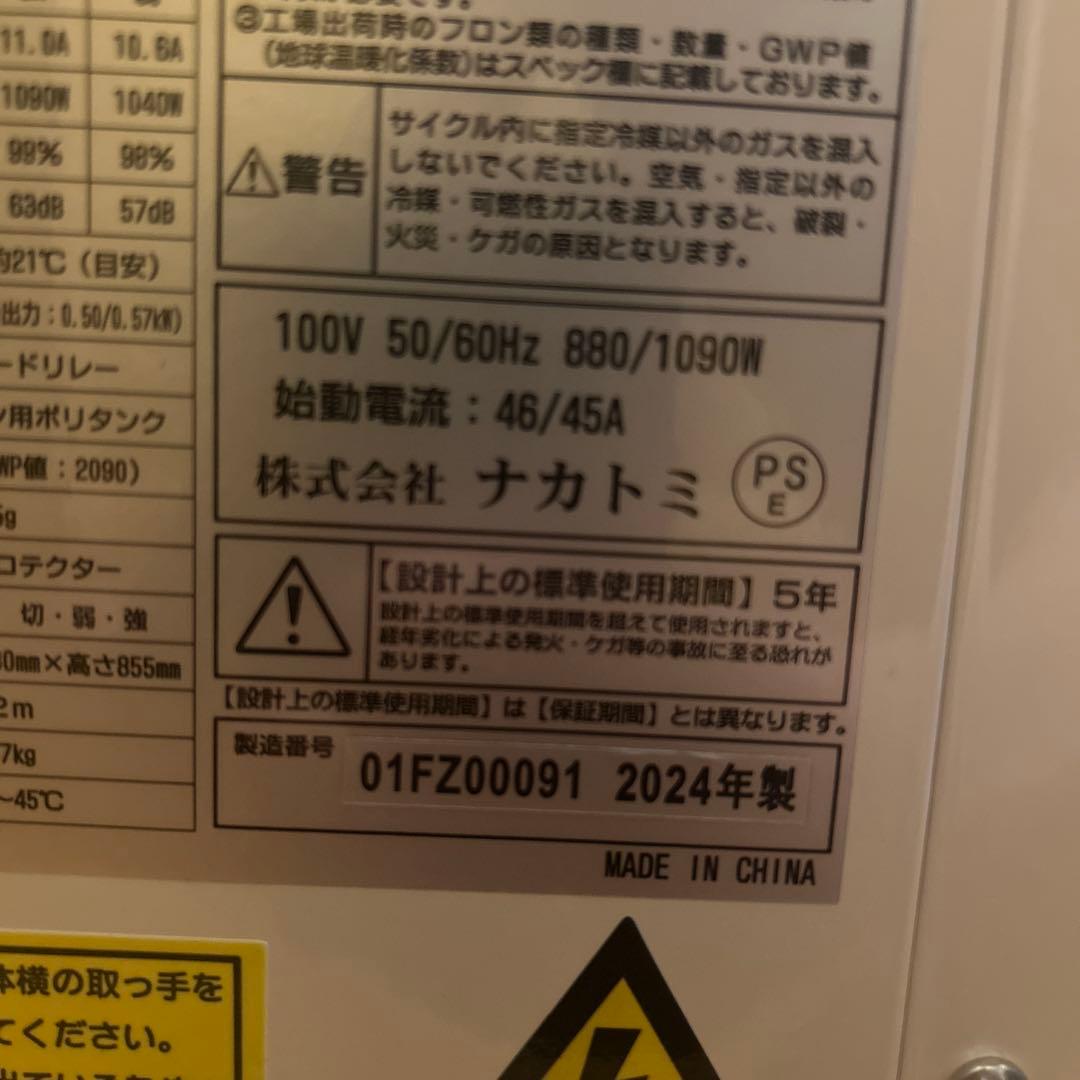 11.0A 10.6A
1090W 1040W
99% 98%
63dB 57dB
約21℃(目安)
出力:0.50/0.57kW)
ードリレー
ン用ポリタンク
WP値:2090)
5g
コテクター
切・弱・強
0mm×高さ855mm
2m
7kg
~45℃
③工場出荷時のフロン類の種類・数量・GWP値
(地球温暖化係数)はスペック欄に記載しております。
警告
サイクル内に指定冷媒以外のガスを混入
しないでください。空気・指定以外の
冷媒・可燃性ガスを混入すると、破裂・
火災・ケガの原因となります。
100V 50/60Hz 880/1090W
始動電流:46/45A
株式会社 ナカトミ
PS
E
【設計上の標準使用期間】5年
設計上の標準使用期間を超えて使用されますと、
経年劣化による発火・ケガ等の事故に至る恐れが
あります。
【設計上の標準使用期間】は【保証期間】とは異なります。
製造番号
01FZ00091 2024年製
MADE IN CHINA
体横の取っ手を
てください。